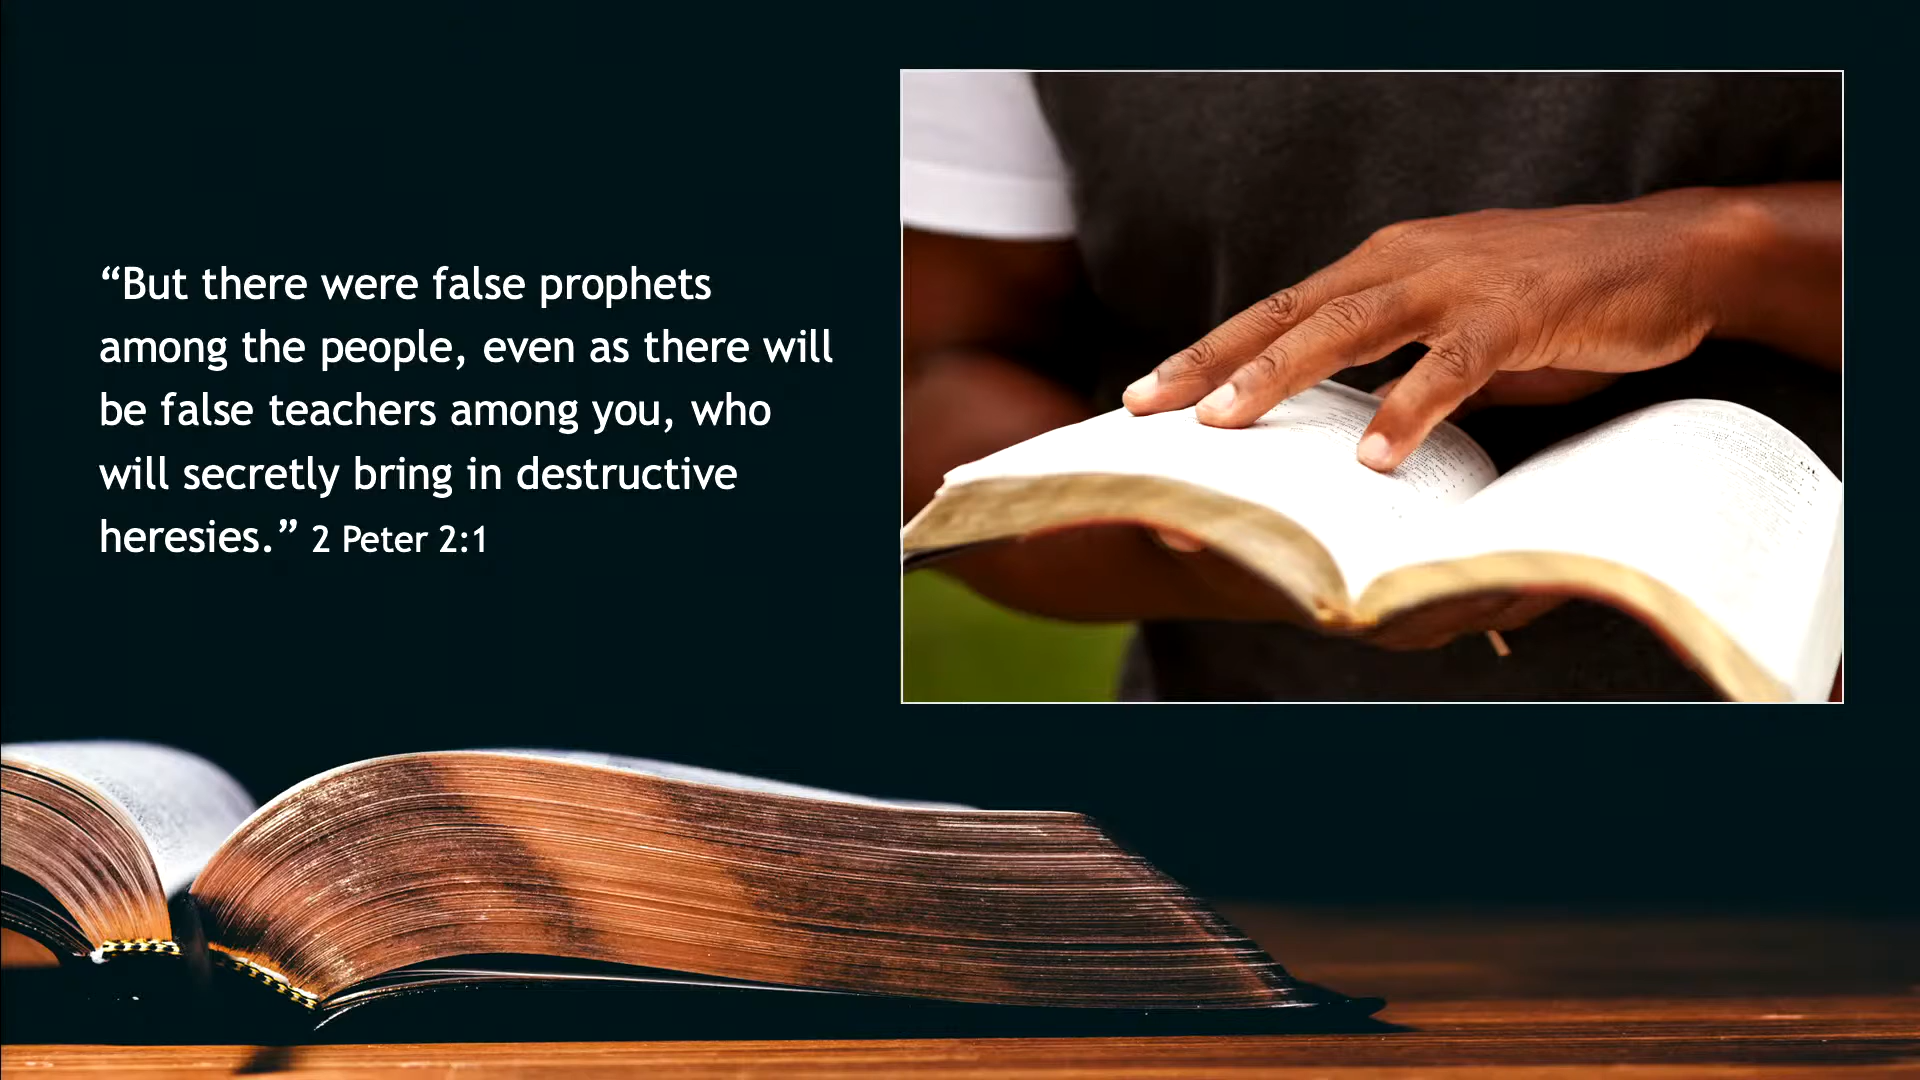 “But there were false prophets
among the people, even as there will
be false teachers among you, who
will secretly bring in destructive
heresies.” 2 Peter 2:1